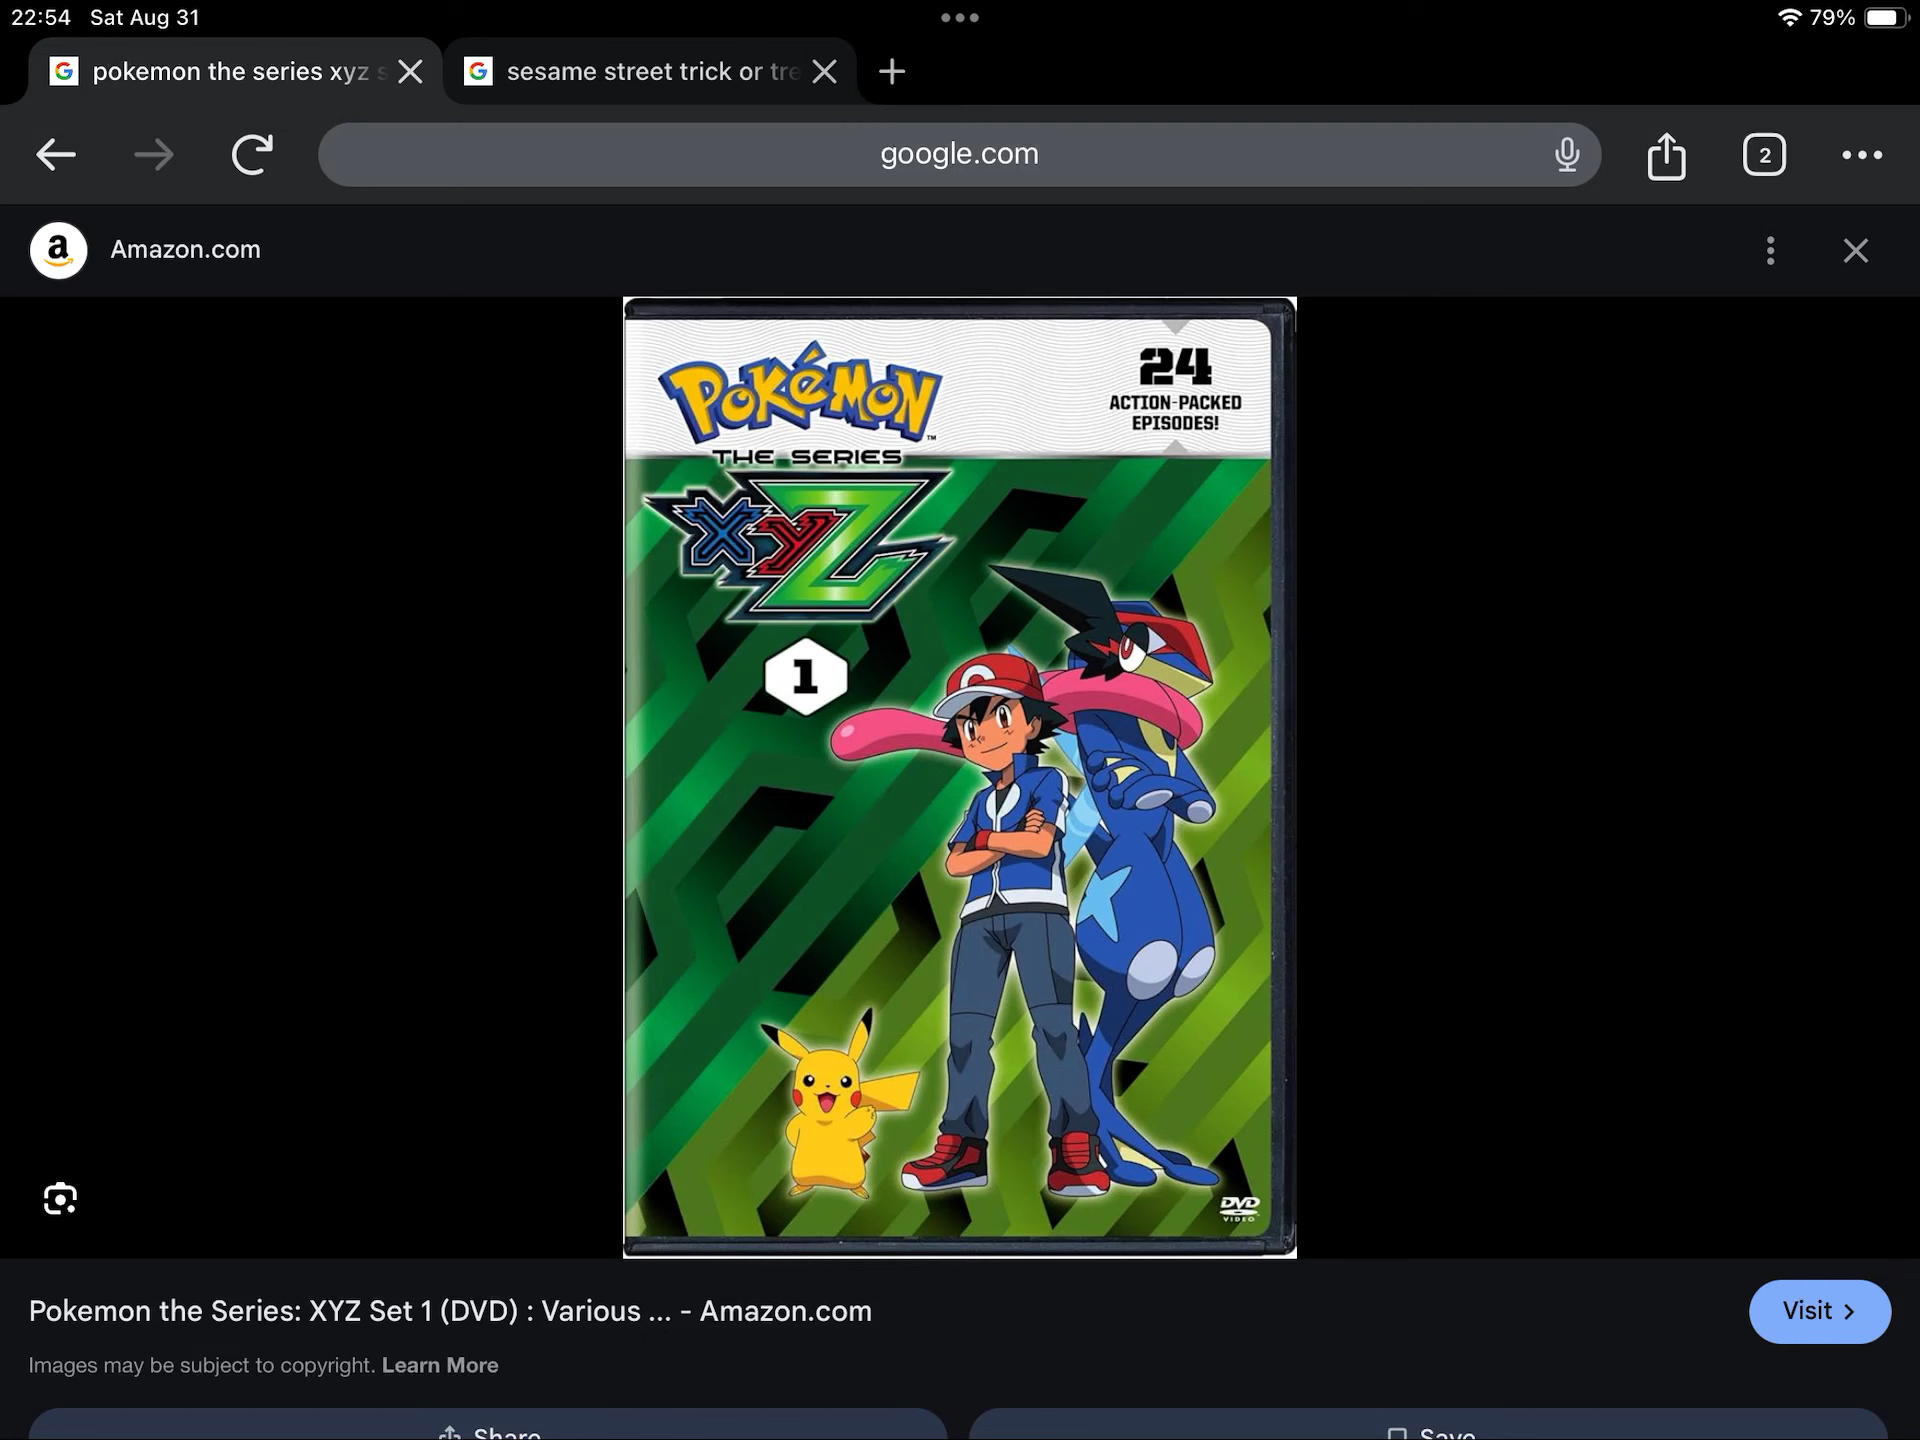 22:54 Sat Aug 31
79%
pokemon the series xyz s
sesame street trick or tre
google.com
2
a
Amazon.com
POKéMON
™
THE SERIES
XYZ
24
ACTION-PACKED
EPISODES!
1
DVD
VIDEO
Pokemon the Series: XYZ Set 1 (DVD) : Various ... - Amazon.com
Visit
Images may be subject to copyright. Learn More
Share
Save